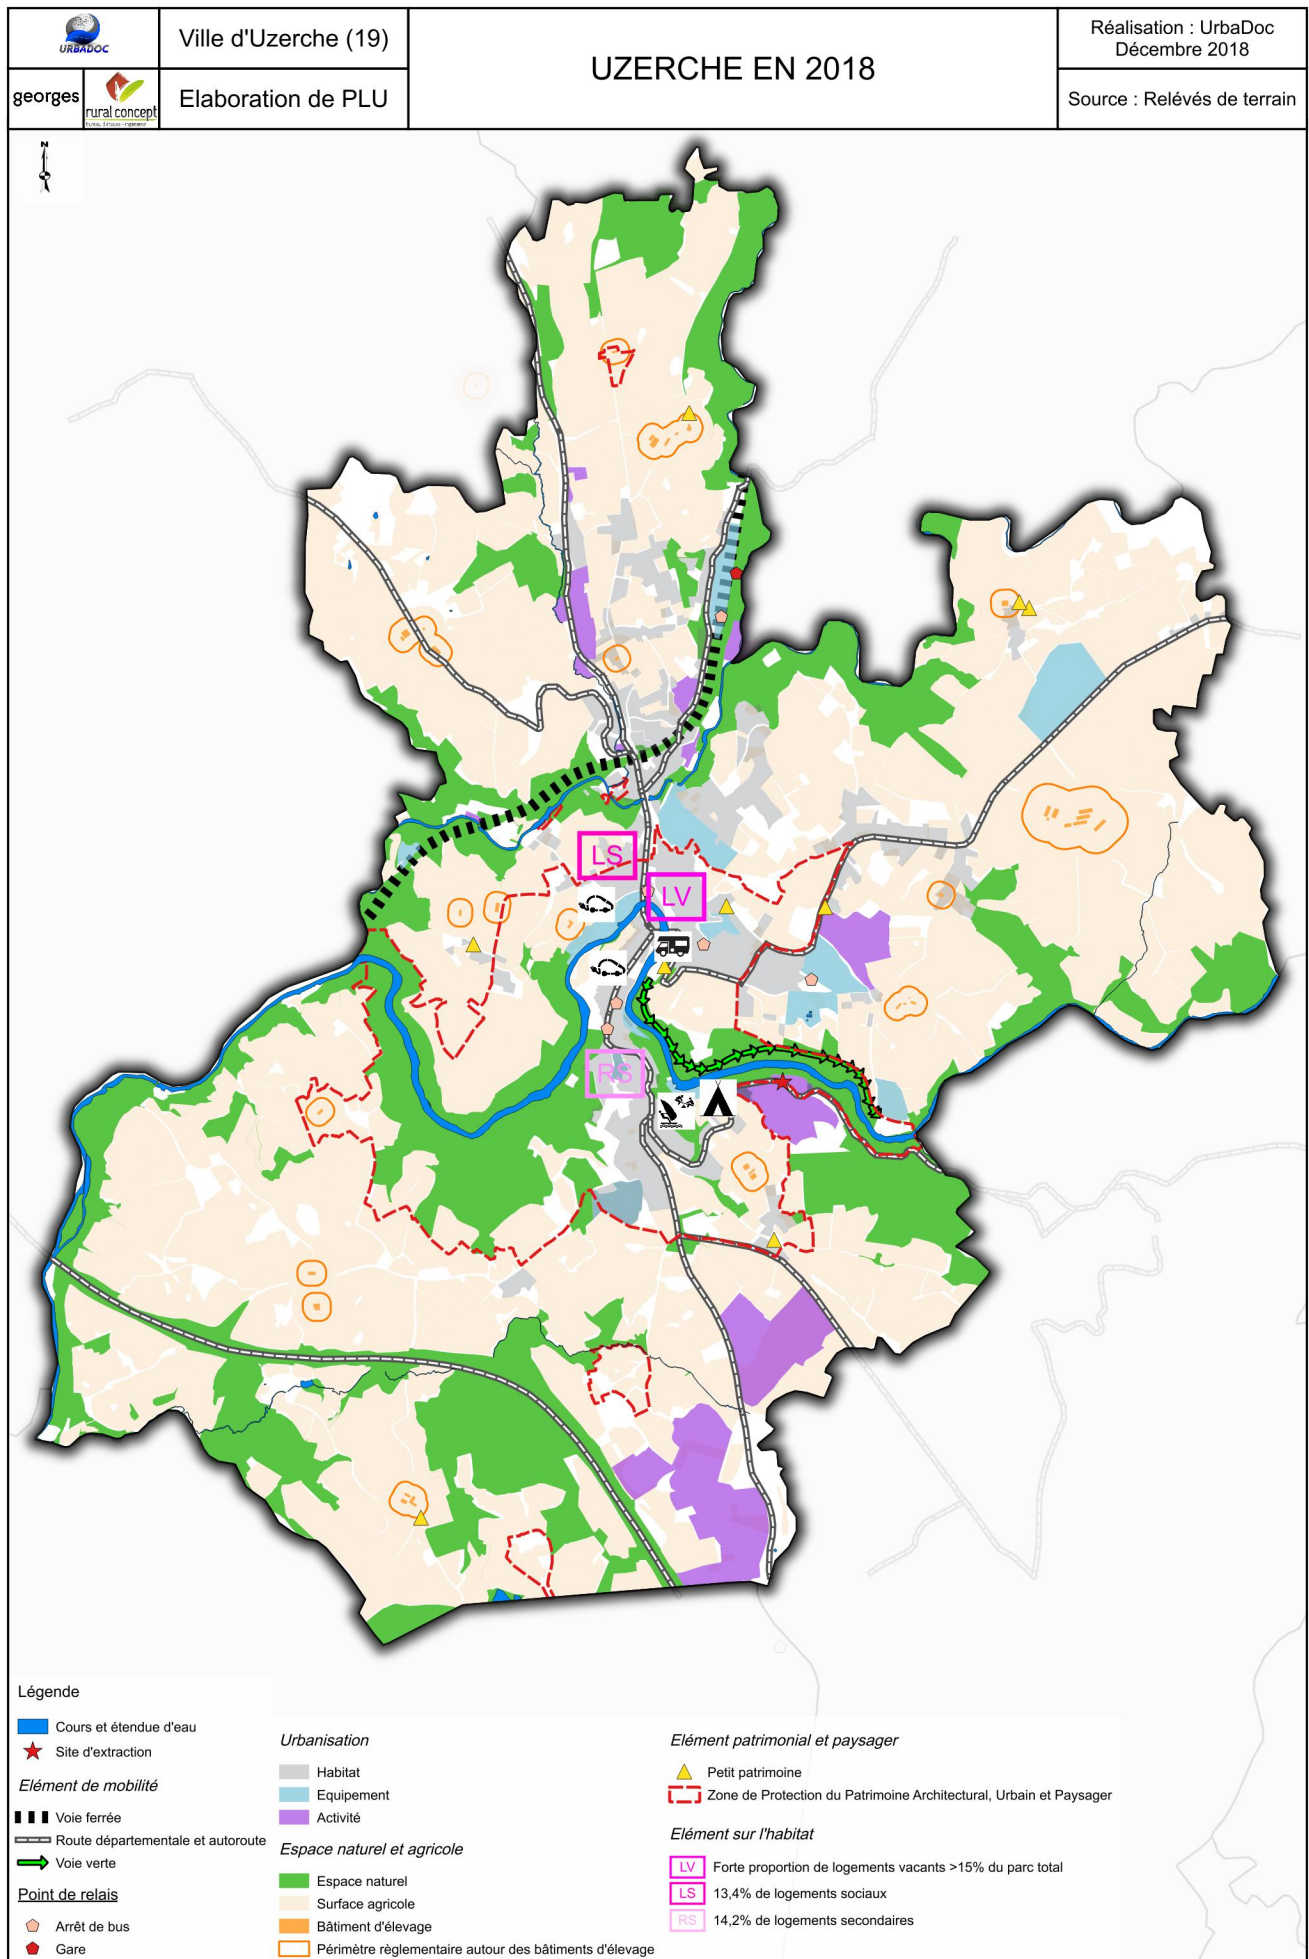 URBADOC
Ville d'Uzerche (19)
georges
rural concept
Elaboration de PLU
UZERCHE EN 2018
Réalisation : UrbaDoc
Décembre 2018
Source : Relévés de terrain
N
LS
LV
RS
Légende
Cours et étendue d'eau
Site d'extraction
Elément de mobilité
Voie ferrée
Route départementale et autoroute
Voie verte
Point de relais
Arrêt de bus
Gare
Urbanisation
Habitat
Equipement
Activité
Espace naturel et agricole
Espace naturel
Surface agricole
Bâtiment d'élevage
Périmètre règlementaire autour des bâtiments d'élevage
Elément patrimonial et paysager
Petit patrimoine
Zone de Protection du Patrimoine Architectural, Urbain et Paysager
Elément sur l'habitat
LV Forte proportion de logements vacants >15% du parc total
LS 13,4% de logements sociaux
RS 14,2% de logements secondaires